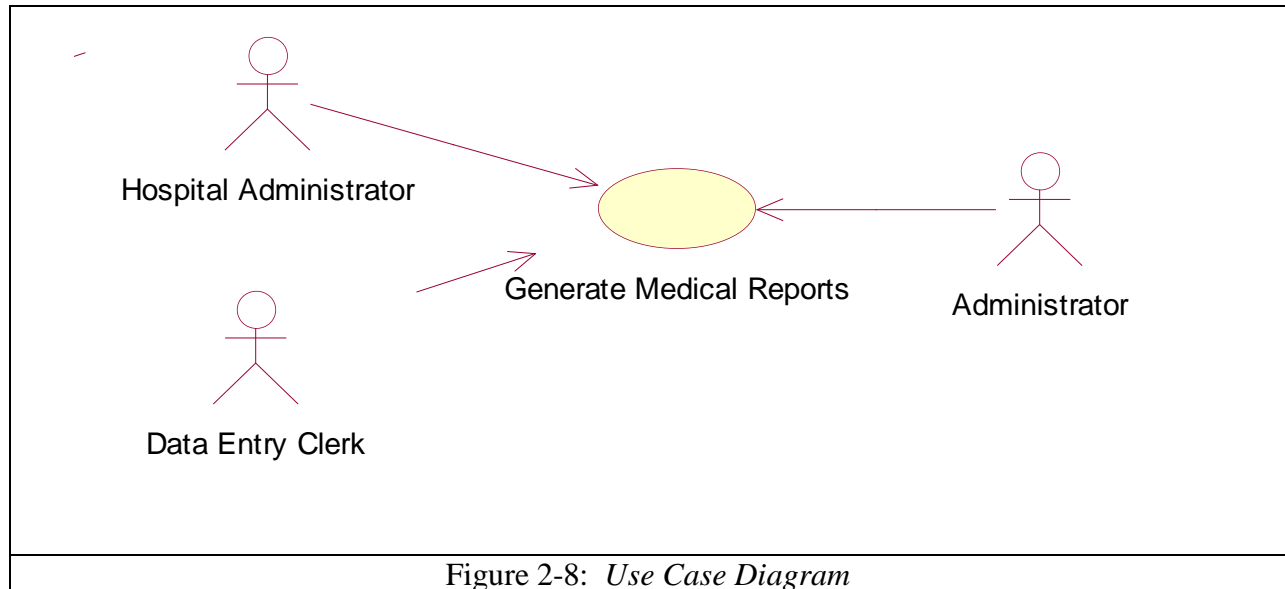 Hospital Administrator
Generate Medical Reports
Administrator
Data Entry Clerk
Figure 2-8: Use Case Diagram